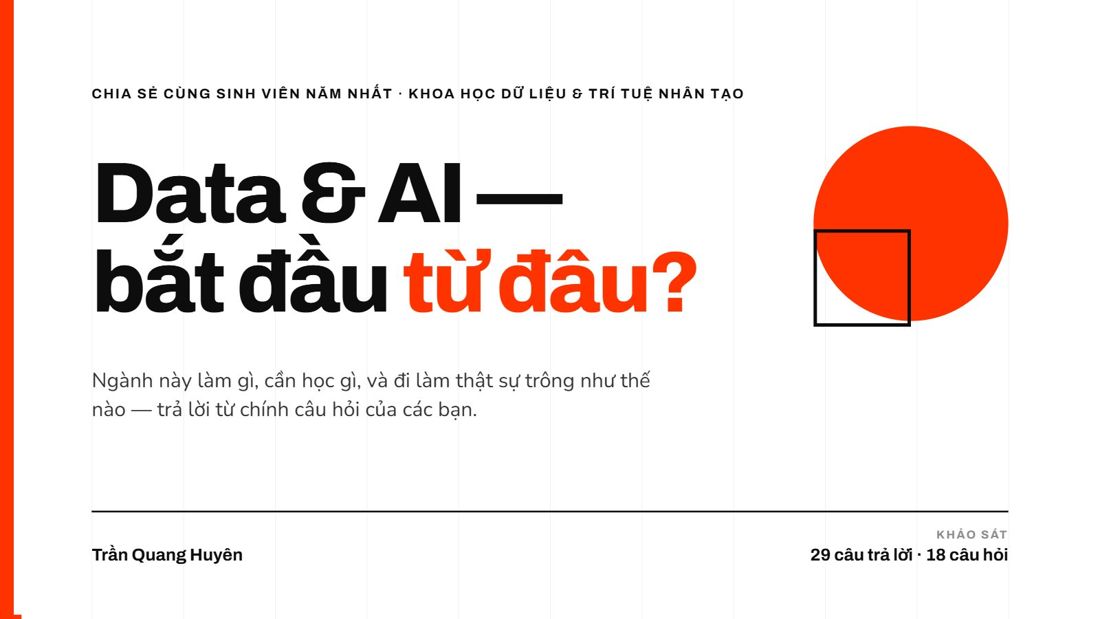 CHIA SẺ CÙNG SINH VIÊN NĂM NHẤT · KHOA HỌC DỮ LIỆU & TRÍ TUỆ NHÂN TẠO
Data & AI —
bắt đầu từ đâu?
Ngành này làm gì, cần học gì, và đi làm thật sự trông như thế
nào — trả lời từ chính câu hỏi của các bạn.
KHẢO SÁT
Trần Quang Huyên
29 câu trả lời · 18 câu hỏi